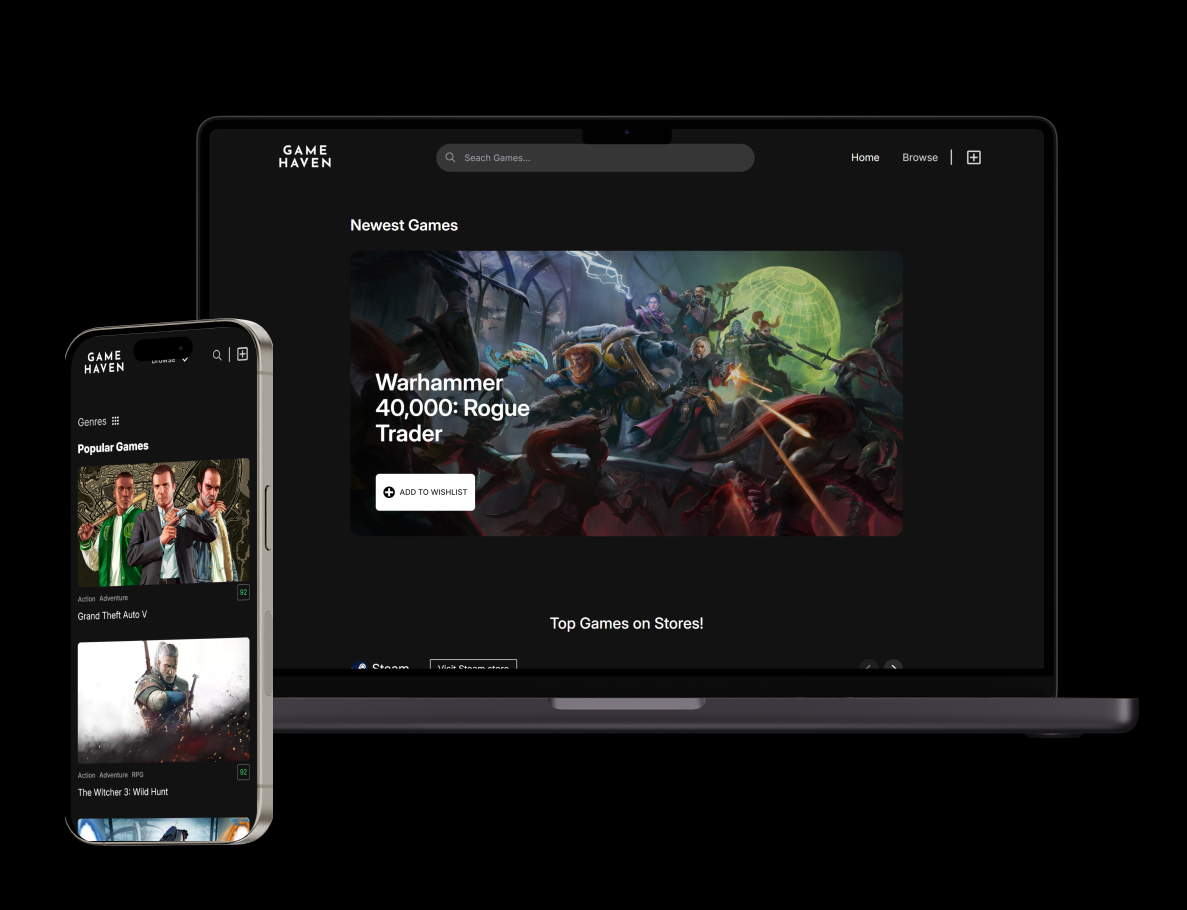 GAME
HAVEN
Seach Games...
Home
Browse
Newest Games
Warhammer
40,000: Rogue
Trader
ADD TO WISHLIST
Top Games on Stores!
Steam
Visit Steam store
GAME
HAVEN
Browse
Genres
Popular Games
Action Adventure
92
Grand Theft Auto V
Action Adventure RPG
92
The Witcher 3: Wild Hunt